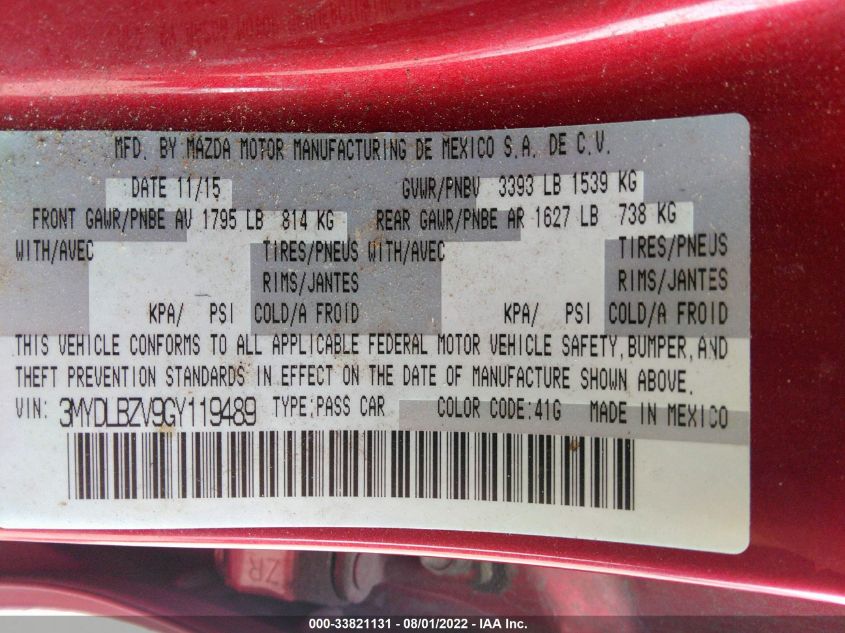 MFD. BY MAZDA MOTOR MANUFACTURING DE MEXICO S.A. DE C.V.
DATE 11/15 GVWR/PNBV 3393 LB 1539 KG
FRONT GAWR/PNBE AV 1795 LB 814 KG REAR GAWR/PNBE AR 1627 LB 738 KG
WITH/AVEC TIRES/PNEUS WITH/AVEC TIRES/PNEUS
RIMS/JANTES RIMS/JANTES
KPA/ PSI COLD/A FROID KPA/ PSI COLD/A FROID
THIS VEHICLE CONFORMS TO ALL APPLICABLE FEDERAL MOTOR VEHICLE SAFETY, BUMPER, AND
THEFT PREVENTION STANDARDS IN EFFECT ON THE DATE OF MANUFACTURE SHOWN ABOVE.
VIN: 3MYDLBZV9GY119489 TYPE:PASS CAR COLOR CODE:41G MADE IN MEXICO
ZR
000-33821131 - 08/01/2022 - IAA Inc.